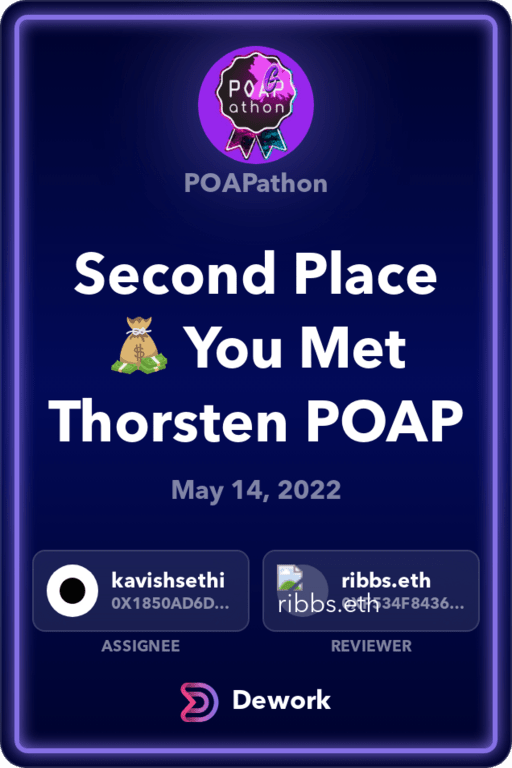 POAP
athon
POAPathon
Second Place
💰 You Met
Thorsten POAP
May 14, 2022
kavishsethi
0X1850AD6D...
ribbs.eth
ribbs.eth
ASSIGNEE
REVIEWER
Dework